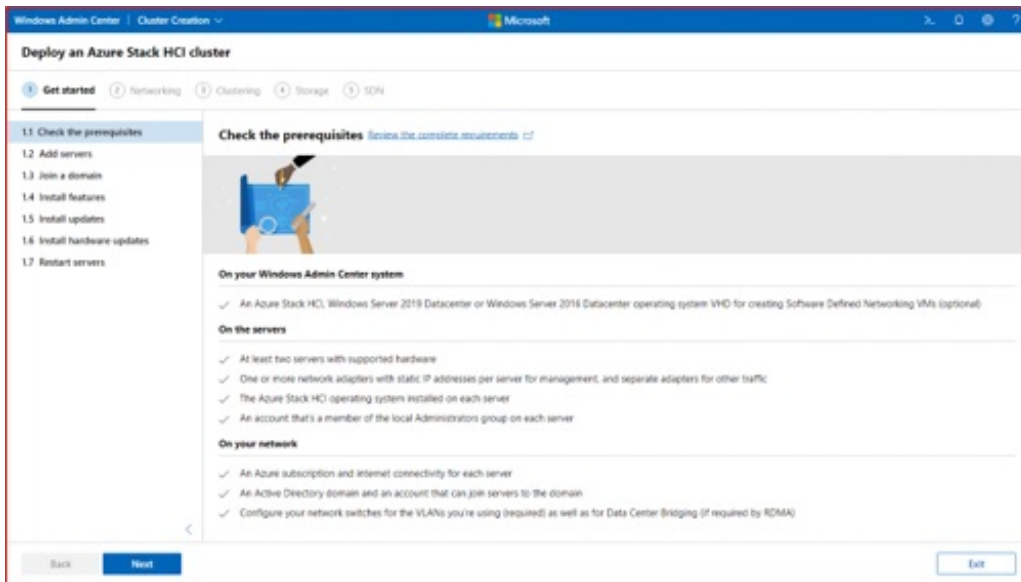 Windows Admin Center | Cluster Creation
Microsoft
Deploy an Azure Stack HCI cluster
1 Get started 2 Networking 3 Clustering 4 Storage 5 SDN
1.1 Check the prerequisites
1.2 Add servers
1.3 Join a domain
1.4 Install features
1.5 Install updates
1.6 Install hardware updates
1.7 Restart servers
Check the prerequisites Review the complete requirements
On your Windows Admin Center system
An Azure Stack HCI, Windows Server 2019 Datacenter or Windows Server 2016 Datacenter operating system VHD for creating Software Defined Networking VMs (optional)
On the servers
At least two servers with supported hardware
One or more network adapters with static IP addresses per server for management, and separate adapters for other traffic
The Azure Stack HCI operating system installed on each server
An account that's a member of the local Administrators group on each server
On your network
An Azure subscription and internet connectivity for each server
An Active Directory domain and an account that can join servers to the domain
Configure your network switches for the VLANs you're using (required) as well as for Data Center Bridging (if required by RDMA)
Back Next Exit